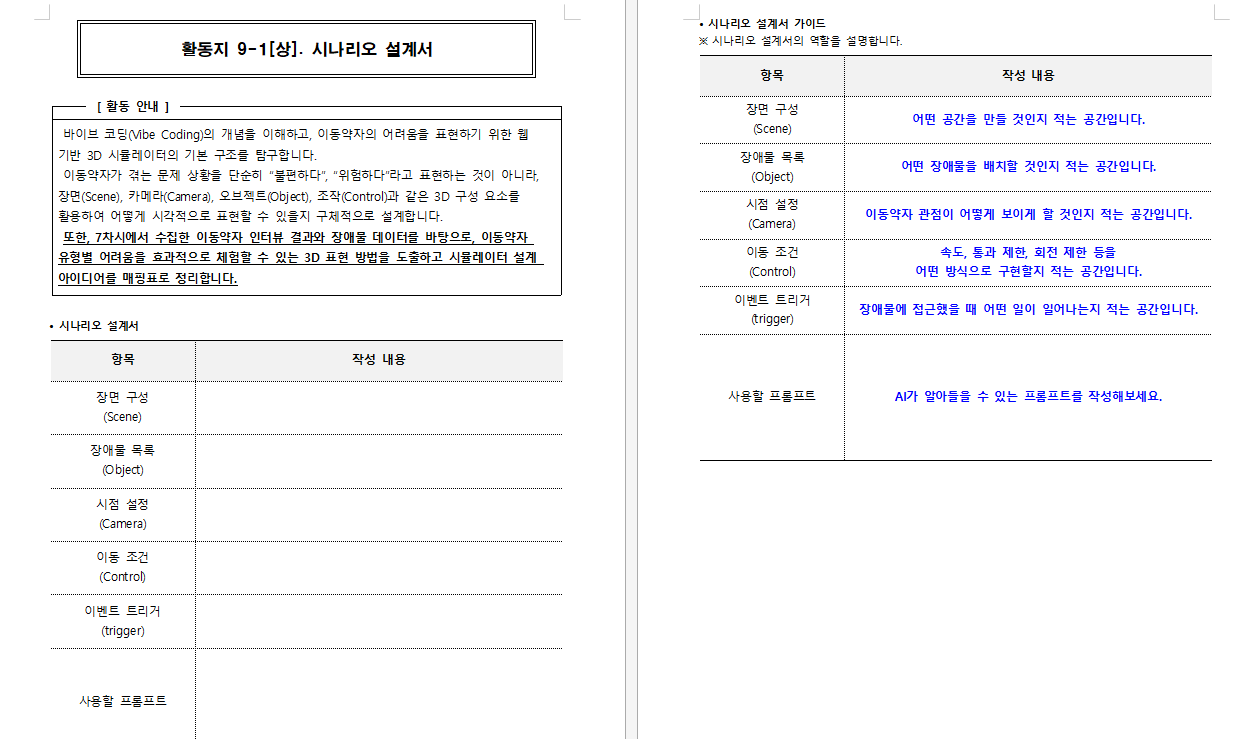 활동지 9-1[상]. 시나리오 설계서
[ 활동 안내 ]
바이브 코딩(Vibe Coding)의 개념을 이해하고, 이동약자의 어려움을 표현하기 위한 웹
기반 3D 시뮬레이터의 기본 구조를 탐구합니다.
이동약자가 겪는 문제 상황을 단순히 "불편하다", "위험하다"라고 표현하는 것이 아니라,
장면(Scene), 카메라(Camera), 오브젝트(Object), 조작(Control)과 같은 3D 구성 요소를
활용하여 어떻게 시각적으로 표현할 수 있을지 구체적으로 설계합니다.
또한, 7차시에서 수집한 이동약자 인터뷰 결과와 장애물 데이터를 바탕으로, 이동약자
유형별 어려움을 효과적으로 체험할 수 있는 3D 표현 방법을 도출하고 시뮬레이터 설계
아이디어를 매핑표로 정리합니다.
• 시나리오 설계서
항목 작성 내용
장면 구성
(Scene)
장애물 목록
(Object)
시점 설정
(Camera)
이동 조건
(Control)
이벤트 트리거
(trigger)
사용할 프롬프트
• 시나리오 설계서 가이드
※ 시나리오 설계서의 역할을 설명합니다.
항목 작성 내용
장면 구성
(Scene)
어떤 공간을 만들 것인지 적는 공간입니다.
장애물 목록
(Object)
어떤 장애물을 배치할 것인지 적는 공간입니다.
시점 설정
(Camera)
이동약자 관점이 어떻게 보이게 할 것인지 적는 공간입니다.
이동 조건
(Control)
속도, 통과 제한, 회전 제한 등을
어떤 방식으로 구현할지 적는 공간입니다.
이벤트 트리거
(trigger)
장애물에 접근했을 때 어떤 일이 일어나는지 적는 공간입니다.
사용할 프롬프트
AI가 알아들을 수 있는 프롬프트를 작성해보세요.